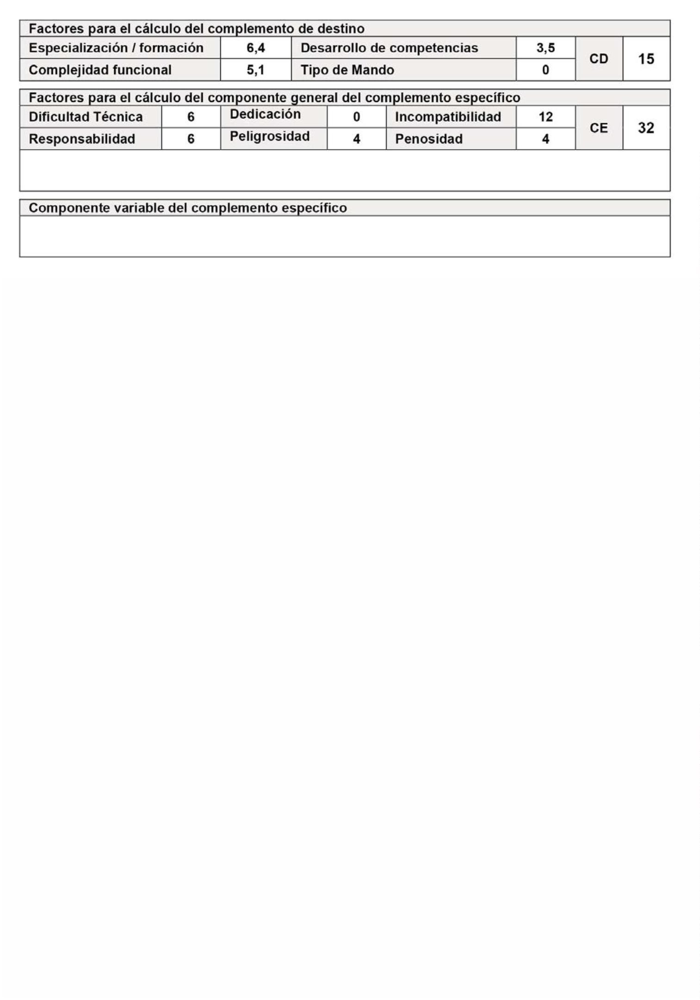 Factores para el cálculo del complemento de destino
Especialización / formación 6,4 Desarrollo de competencias 3,5 CD 15
Complejidad funcional 5,1 Tipo de Mando 0
Factores para el cálculo del componente general del complemento específico
Dificultad Técnica 6 Dedicación 0 Incompatibilidad 12 CE 32
Responsabilidad 6 Peligrosidad 4 Penosidad 4
Componente variable del complemento específico